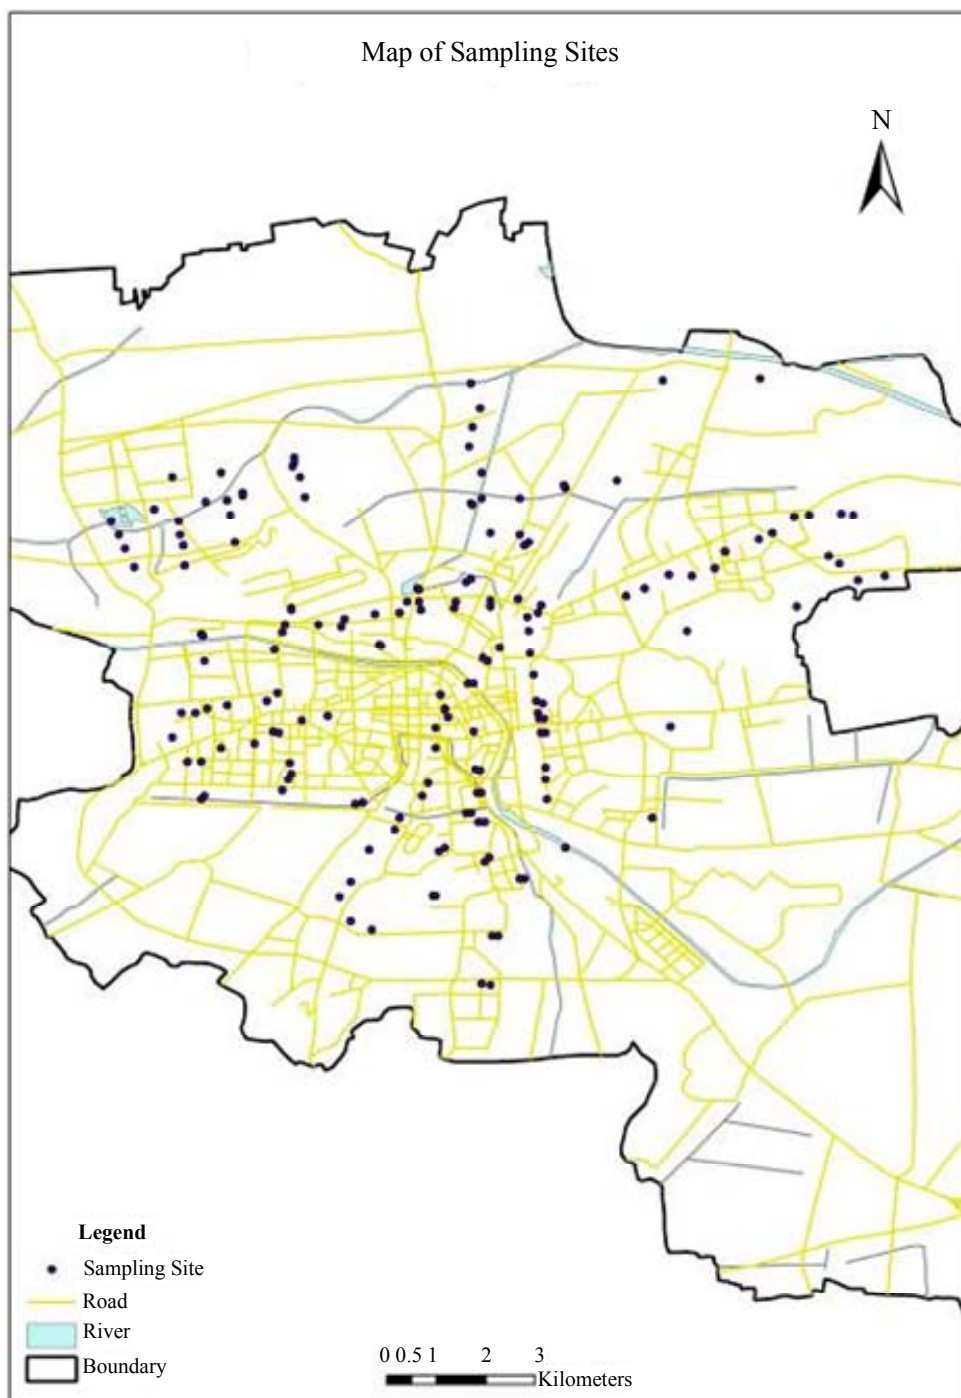 Map of Sampling Sites
N
Legend
Sampling Site
Road
River
Boundary
0 0.5 1 2 3
Kilometers